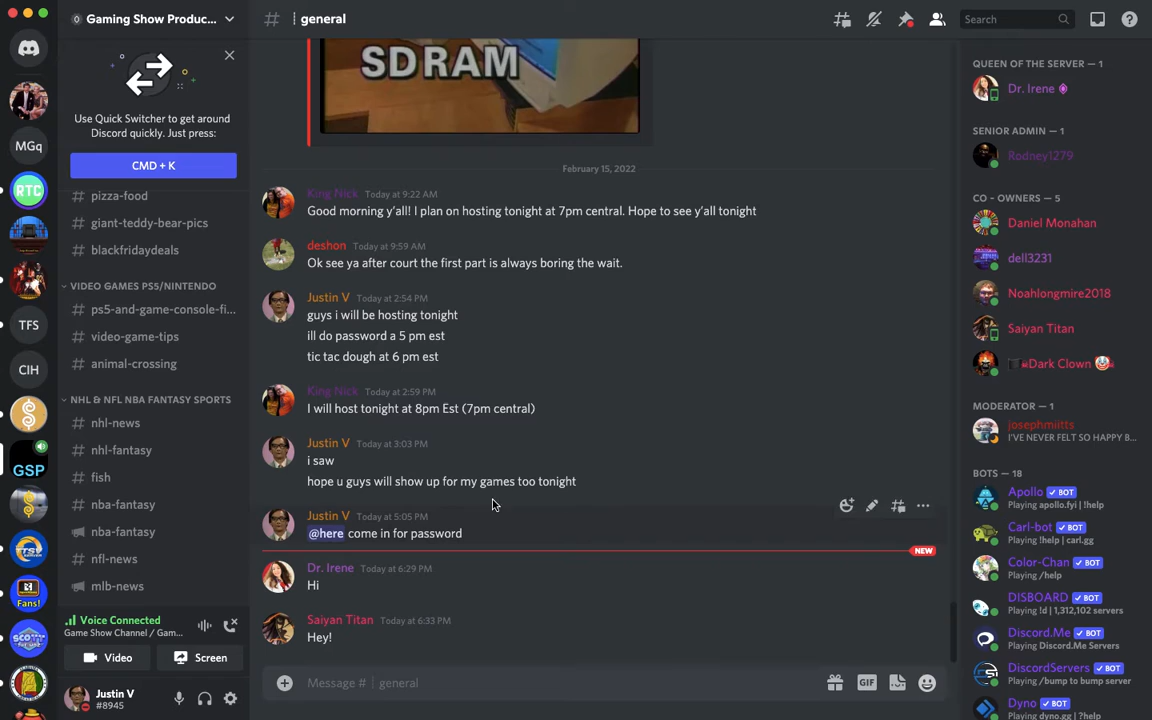 Gaming Show Produc...
general
Search
SDRAM
Use Quick Switcher to get around
Discord quickly. Just press:
CMD + K
MGq
RTC
TFS
CIH
GSP
TSV
Fans!
pizza-food
giant-teddy-bear-pics
blackfridaydeals
VIDEO GAMES PS5/NINTENDO
ps5-and-game-console-fi...
video-game-tips
animal-crossing
NHL & NFL NBA FANTASY SPORTS
nhl-news
nhl-fantasy
fish
nba-fantasy
nba-fantasy
nfl-news
mlb-news
Voice Connected
Game Show Channel / Gam...
Video
Screen
Justin V
#8945
February 15, 2022
King Nick Today at 9:22 AM
Good morning y'all! I plan on hosting tonight at 7pm central. Hope to see y'all tonight
deshon Today at 9:59 AM
Ok see ya after court the first part is always boring the wait.
Justin V Today at 2:54 PM
guys i will be hosting tonight
ill do password a 5 pm est
tic tac dough at 6 pm est
King Nick Today at 2:59 PM
I will host tonight at 8pm Est (7pm central)
Justin V Today at 3:03 PM
i saw
hope u guys will show up for my games too tonight
Justin V Today at 5:05 PM
@here come in for password
NEW
Dr. Irene Today at 6:29 PM
Hi
Saiyan Titan Today at 6:33 PM
Hey!
Message # general
GIF
QUEEN OF THE SERVER — 1
Dr. Irene
SENIOR ADMIN — 1
Rodney1279
CO - OWNERS — 5
Daniel Monahan
dell3231
Noahlongmire2018
Saiyan Titan
Dark Clown
MODERATOR — 1
josephmiitts
I'VE NEVER FELT SO HAPPY B...
BOTS — 18
Apollo BOT
Playing apollo.fyi | !help
Carl-bot BOT
Playing !help | carl.gg
Color-Chan BOT
Playing /help
DISBOARD BOT
Playing !d | 1,312,102 servers
Discord.Me BOT
Playing Discord.Me Servers
DiscordServers BOT
Playing /bump to bump server
Dyno BOT
Playing dyno.gg | ?help